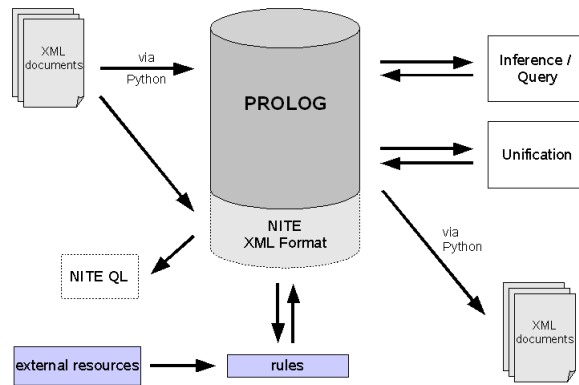 XML
documents
via
Python
PROLOG
Inference /
Query
Unification
NITE
XML Format
via
Python
NITE QL
XML
documents
external resources
rules